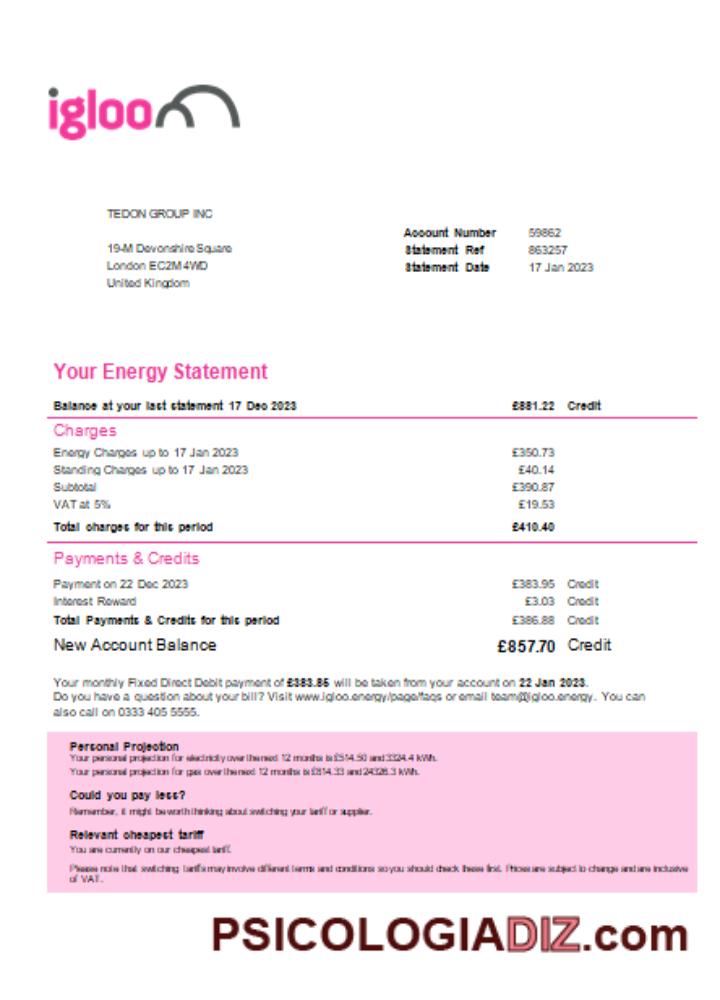 igloo
TEDON GROUP INC
19-M Devonshire Square
London EC2M 4WD
United Kingdom
Account Number 59862
Statement Ref 863257
Statement Date 17 Jan 2023
Your Energy Statement
Balance at your last statement 17 Dec 2023 £881.22 Credit
Charges
Energy Charges up to 17 Jan 2023 £350.73
Standing Charges up to 17 Jan 2023 £40.14
Subtotal £390.87
VAT at 5% £19.53
Total charges for this period £410.40
Payments & Credits
Payment on 22 Dec 2023 £383.95 Credit
Interest Reward £3.03 Credit
Total Payments & Credits for this period £386.88 Credit
New Account Balance £857.70 Credit
Your monthly Fixed Direct Debit payment of £383.85 will be taken from your account on 22 Jan 2023.
Do you have a question about your bill? Visit www.igloo.energy/page/faqs or email team@igloo.energy. You can
also call on 0333 405 5555.
Personal Projection
Your personal projection for electricity over the next 12 months is £514.50 and 3324.4 kWh.
Your personal projection for gas over the next 12 months is £814.33 and 24326.3 kWh.
Could you pay less?
Remember, it might be worth thinking about switching your tariff or supplier.
Relevant cheapest tariff
You are currently on our cheapest tariff.
Please note that switching tariffs may involve different terms and conditions so you should check these first. Prices are subject to change and are inclusive
of VAT.
PSICOLOGIADIZ.com